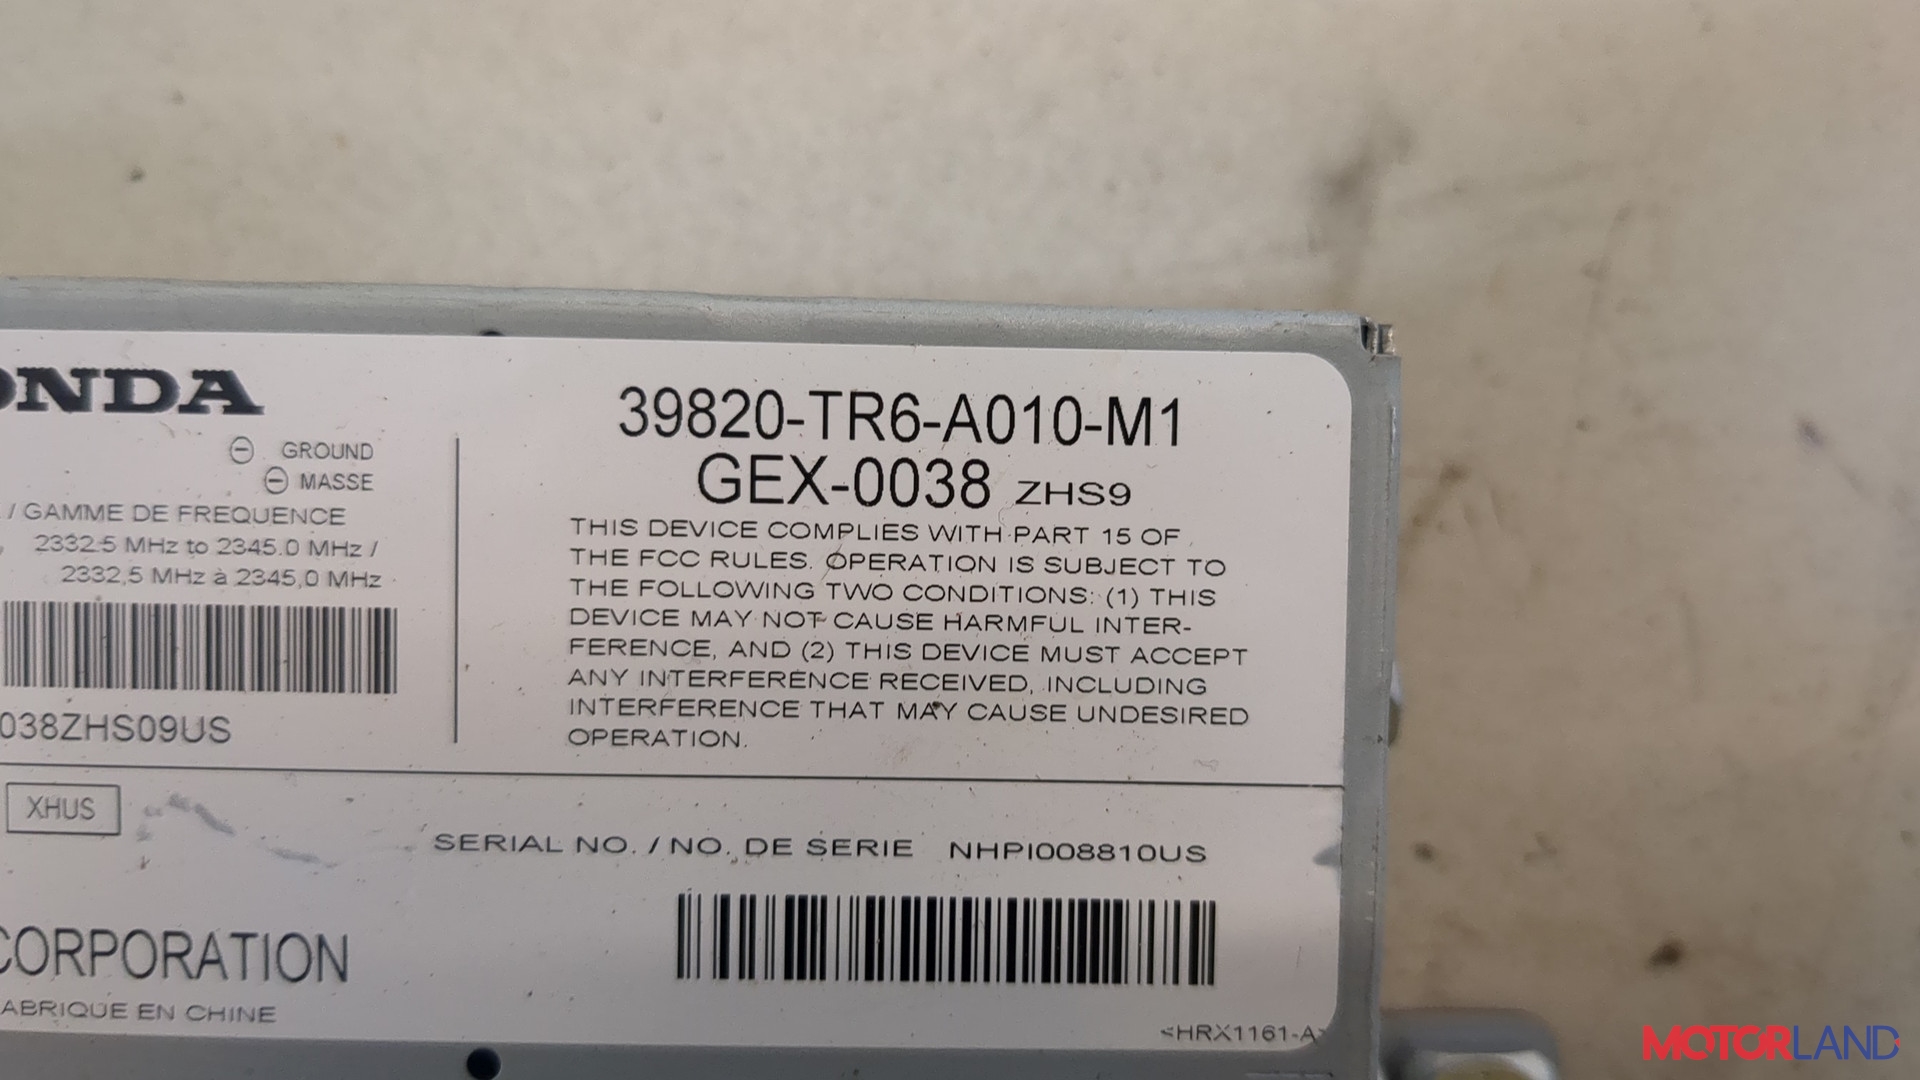 ONDA
⊖ GROUND
⊖ MASSE
/ GAMME DE FREQUENCE
2332.5 MHz to 2345.0 MHz /
2332,5 MHz à 2345,0 MHz
038ZHS09US
39820-TR6-A010-M1
GEX-0038 ZHS9
THIS DEVICE COMPLIES WITH PART 15 OF
THE FCC RULES. OPERATION IS SUBJECT TO
THE FOLLOWING TWO CONDITIONS: (1) THIS
DEVICE MAY NOT CAUSE HARMFUL INTER-
FERENCE, AND (2) THIS DEVICE MUST ACCEPT
ANY INTERFERENCE RECEIVED, INCLUDING
INTERFERENCE THAT MAY CAUSE UNDESIRED
OPERATION.
XHUS
SERIAL NO. / NO. DE SERIE NHPI008810US
CORPORATION
ABRIQUE EN CHINE
<HRX1161-A>
MOTORLAND